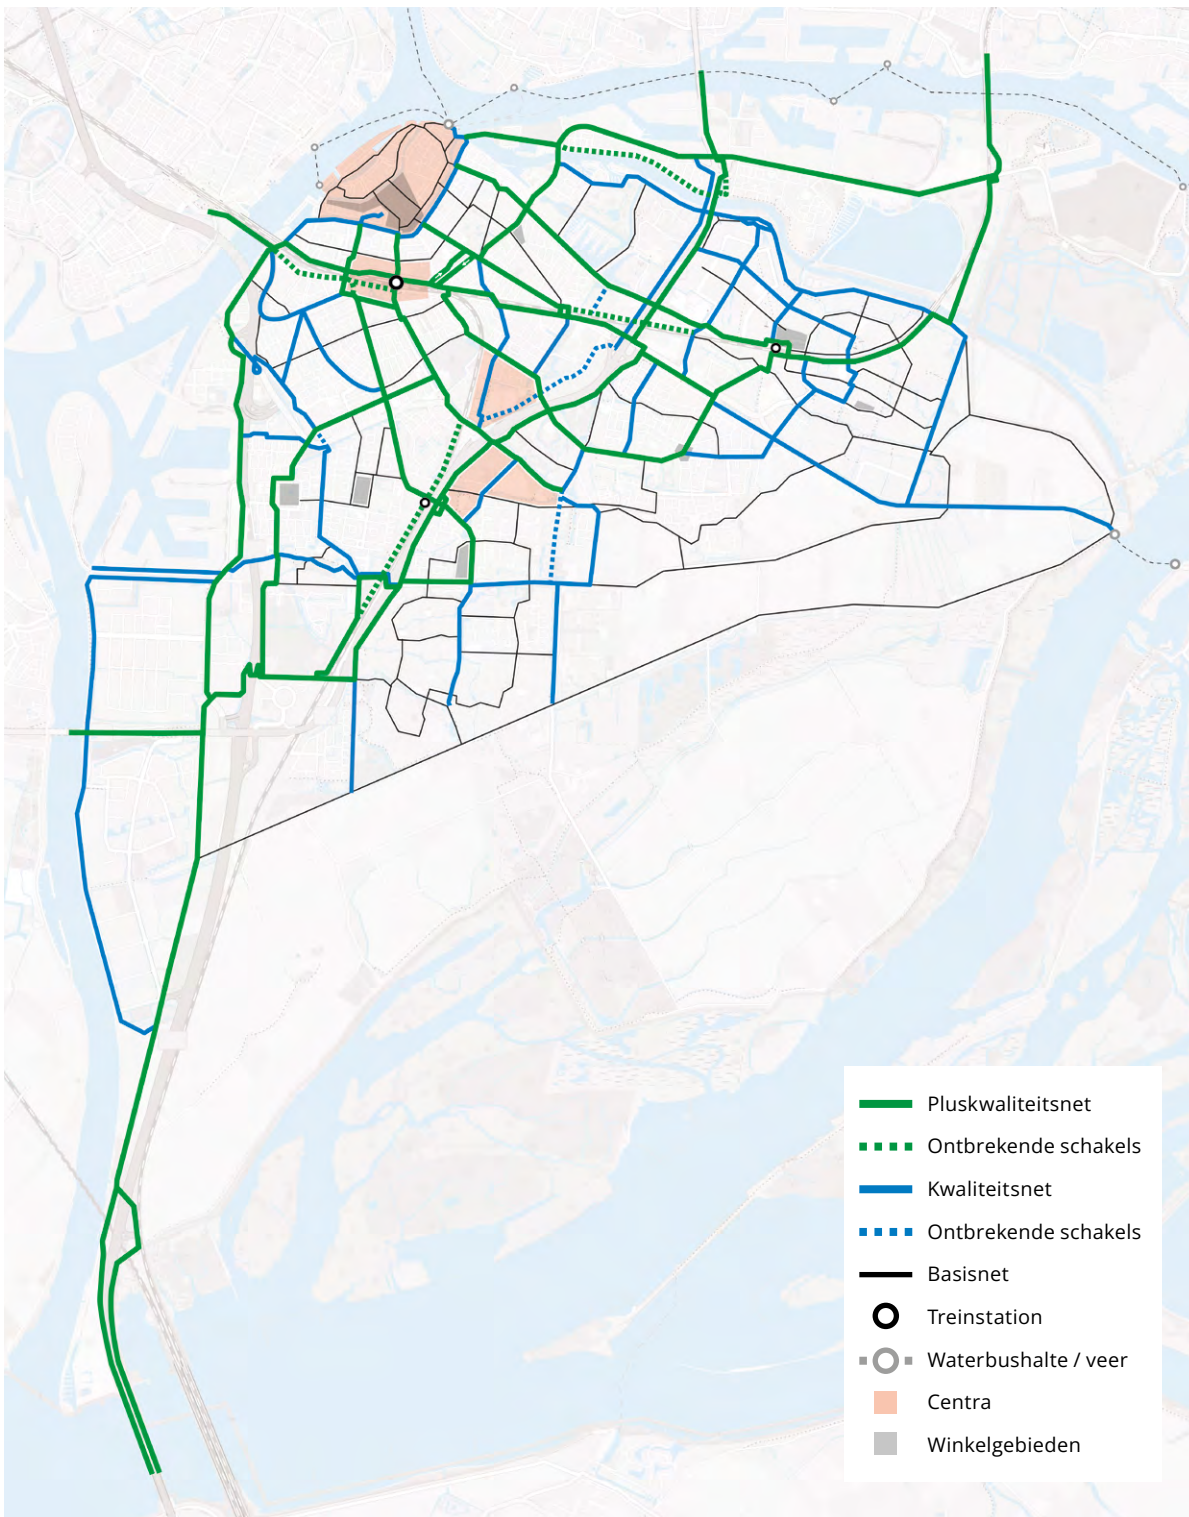 Pluskwaliteitsnet
Ontbrekende schakels
Kwaliteitsnet
Ontbrekende schakels
Basisnet
Treinstation
Waterbushalte / veer
Centra
Winkelgebieden